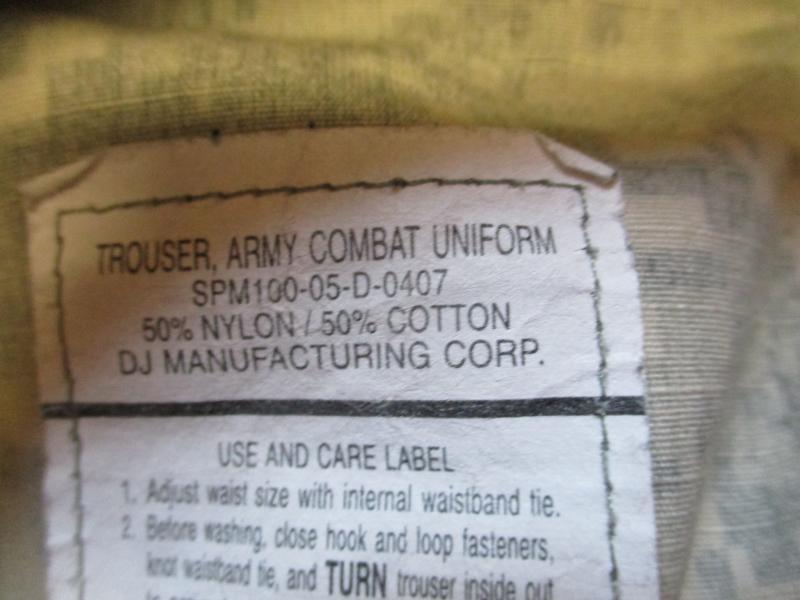 TROUSER, ARMY COMBAT UNIFORM
SPM100-05-D-0407
50% NYLON / 50% COTTON
DJ MANUFACTURING CORP.
USE AND CARE LABEL
1. Adjust waist size with internal waistband tie.
2. Before washing, close hook and loop fasteners,
knot waistband tie, and TURN trouser inside out